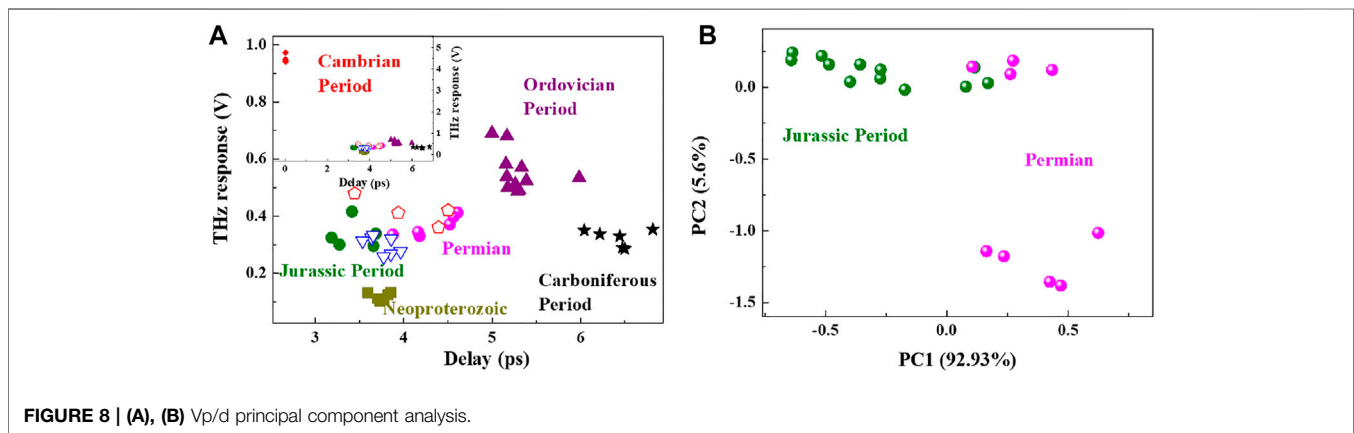 A
1.0
0.8
0.6
0.4
0.2
THz response (V)
3
4
5
6
Delay (ps)
Cambrian
Period
0
2
4
6
Delay (ps)
5
4
3
2
1
0
THz response (V)
Ordovician
Period
Permian
Jurassic Period
Neoproterozoic
Carboniferous
Period
B
0.0
-0.5
-1.0
-1.5
PC2 (5.6%)
-0.5
0.0
0.5
PC1 (92.93%)
Jurassic Period
Permian
FIGURE 8 | (A), (B) Vp/d principal component analysis.